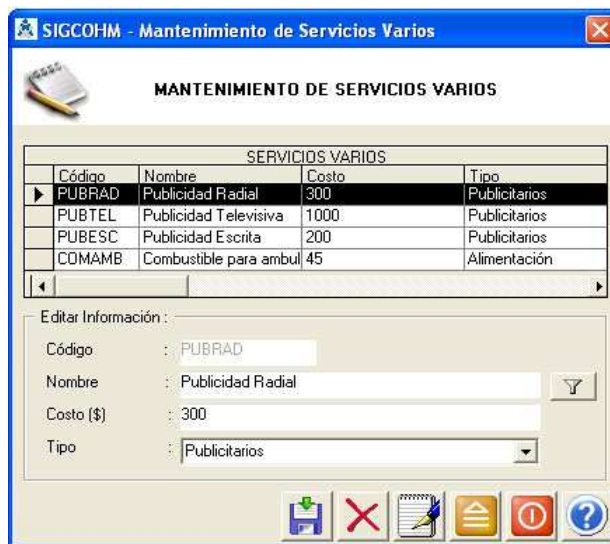 SIGCOHM - Mantenimiento de Servicios Varios
MANTENIMIENTO DE SERVICIOS VARIOS
SERVICIOS VARIOS
Código Nombre Costo Tipo
PUBRAD Publicidad Radial 300 Publicitarios
PUBTEL Publicidad Televisiva 1000 Publicitarios
PUBESC Publicidad Escrita 200 Publicitarios
COMAMB Combustible para ambul 45 Alimentación
Editar Información :
Código : PUBRAD
Nombre : Publicidad Radial
Costo ($) : 300
Tipo : Publicitarios